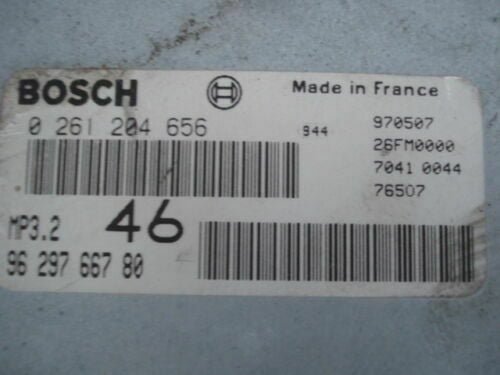 BOSCH
Made in France
0 261 204 656
944
970507
26FM0000
7041 0044
76507
MP3.2
46
96 297 667 80